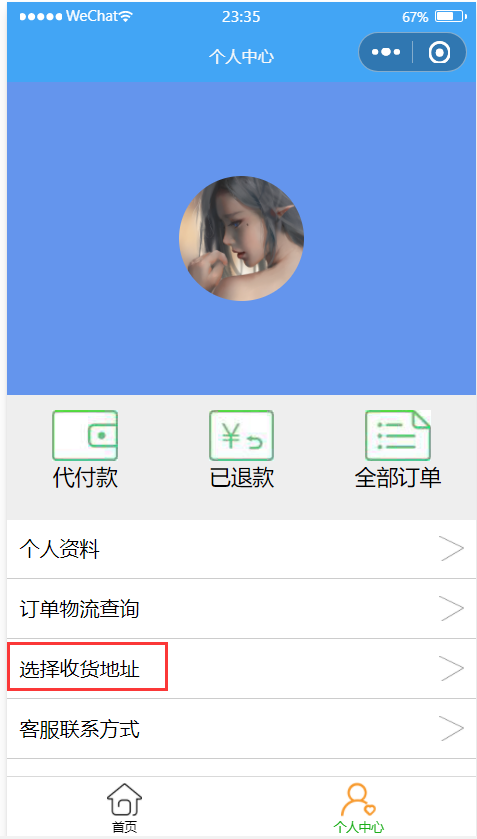 WeChat 23:35 67%
个人中心
代付款 已退款 全部订单
个人资料
订单物流查询
选择收货地址
客服联系方式
首页 个人中心